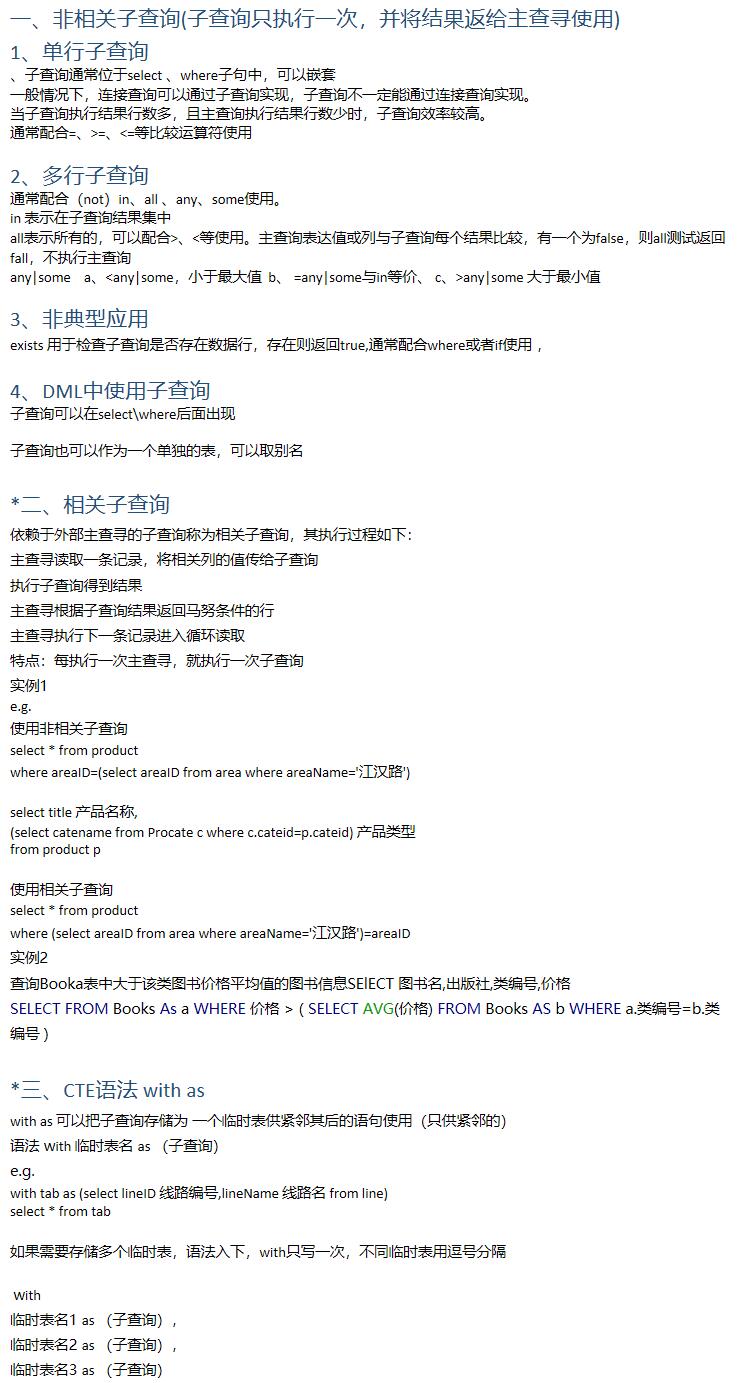 一、非相关子查询(子查询只执行一次，并将结果返给主查寻使用)
1、单行子查询
、子查询通常位于select 、where子句中，可以嵌套
一般情况下，连接查询可以通过子查询实现，子查询不一定能通过连接查询实现。
当子查询执行结果行数多，且主查询执行结果行数少时，子查询效率较高。
通常配合=、>=、<=等比较运算符使用
2、多行子查询
通常配合（not）in、all 、any、some使用。
in 表示在子查询结果集中
all表示所有的，可以配合>、<等使用。主查询表达值或列与子查询每个结果比较，有一个为false，则all测试返回
fall，不执行主查询
any|some a、<any|some，小于最大值 b、 =any|some与in等价、 c、>any|some 大于最小值
3、非典型应用
exists 用于检查子查询是否存在数据行，存在则返回true,通常配合where或者if使用，
4、DML中使用子查询
子查询可以在select\where后面出现
子查询也可以作为一个单独的表，可以取别名
*二、相关子查询
依赖于外部主查寻的子查询称为相关子查询，其执行过程如下：
主查寻读取一条记录，将相关列的值传给子查询
执行子查询得到结果
主查寻根据子查询结果返回马努条件的行
主查寻执行下一条记录进入循环读取
特点：每执行一次主查寻，就执行一次子查询
实例1
e.g.
使用非相关子查询
select * from product
where areaID=(select areaID from area where areaName='江汉路')
select title 产品名称,
(select catename from Procate c where c.cateid=p.cateid) 产品类型
from product p
使用相关子查询
select * from product
where (select areaID from area where areaName='江汉路')=areaID
实例2
查询Booka表中大于该类图书价格平均值的图书信息SElECT 图书名,出版社,类编号,价格
SELECT FROM Books As a WHERE 价格 > ( SELECT AVG(价格) FROM Books AS b WHERE a.类编号=b.类
编号 )
*三、CTE语法 with as
with as 可以把子查询存储为 一个临时表供紧邻其后的语句使用（只供紧邻的）
语法 with 临时表名 as （子查询）
e.g.
with tab as (select lineID 线路编号,lineName 线路名 from line)
select * from tab
如果需要存储多个临时表，语法入下，with只写一次，不同临时表用逗号分隔
with
临时表名1 as （子查询），
临时表名2 as （子查询），
临时表名3 as （子查询）